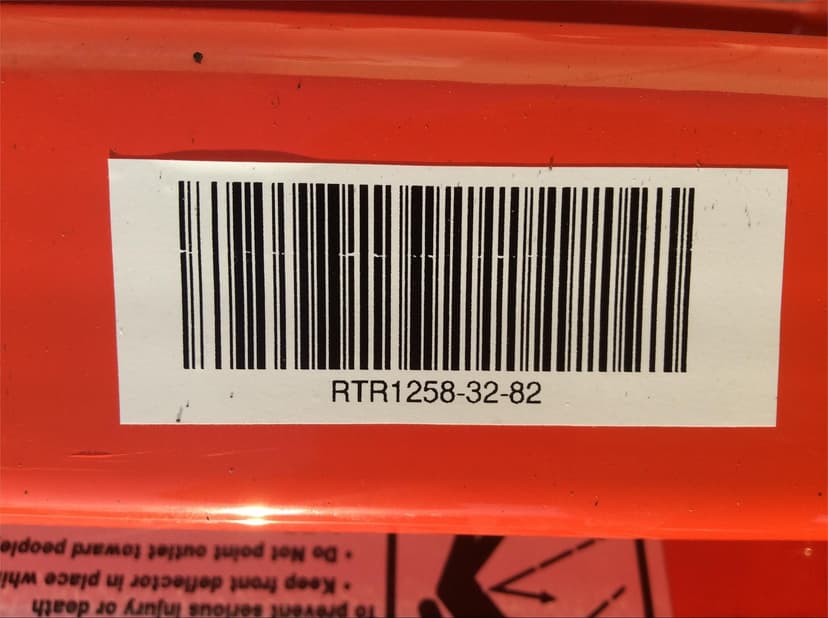 RTR1258-32-82
to prevent serious injury or death
• Keep front deflector in place
• Do Not point outlet toward people